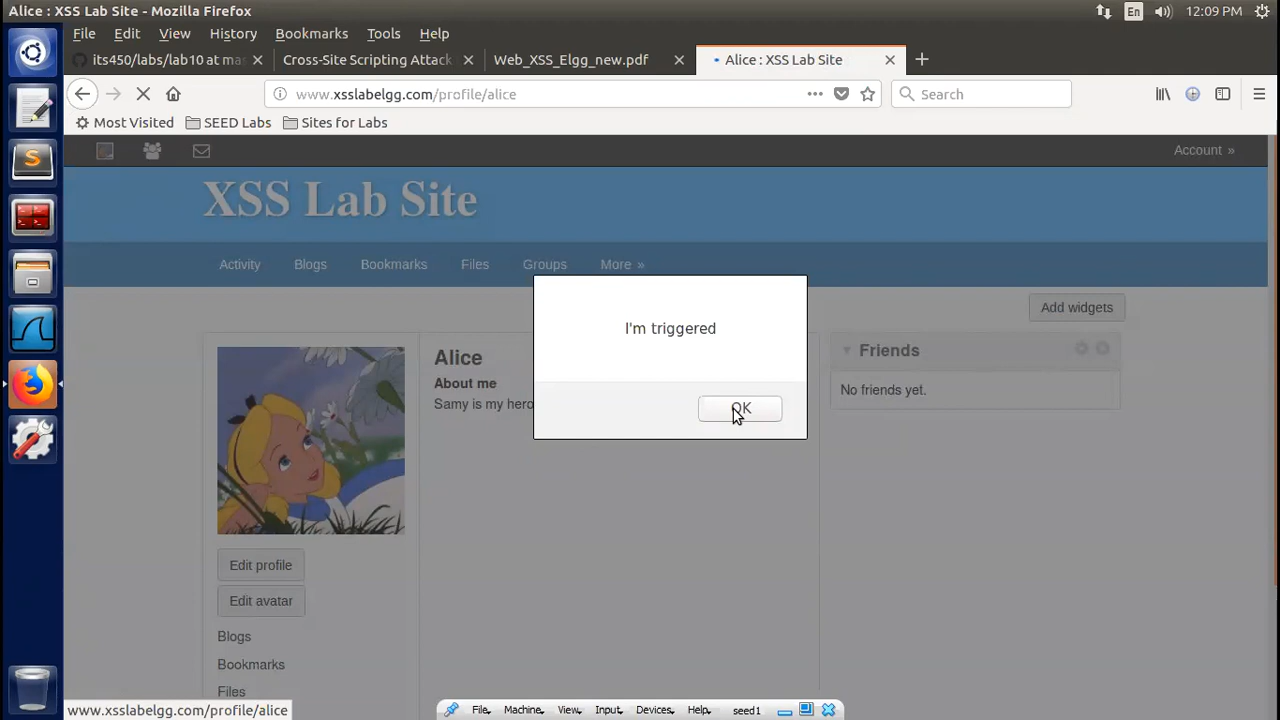 Alice : XSS Lab Site - Mozilla Firefox
En
12:09 PM
File Edit View History Bookmarks Tools Help
its450/labs/lab10 at ma
Cross-Site Scripting Attack
Web_XSS_Elgg_new.pdf
Alice : XSS Lab Site
www.xsslabelgg.com/profile/alice
Search
Most Visited
SEED Labs
Sites for Labs
Account »
XSS Lab Site
Activity Blogs Bookmarks Files Groups More »
Add widgets
I'm triggered
OK
Alice
About me
Samy is my hero
Friends
No friends yet.
Edit profile
Edit avatar
Blogs
Bookmarks
Files
www.xsslabelgg.com/profile/alice
File Machine View Input Devices Help seed1